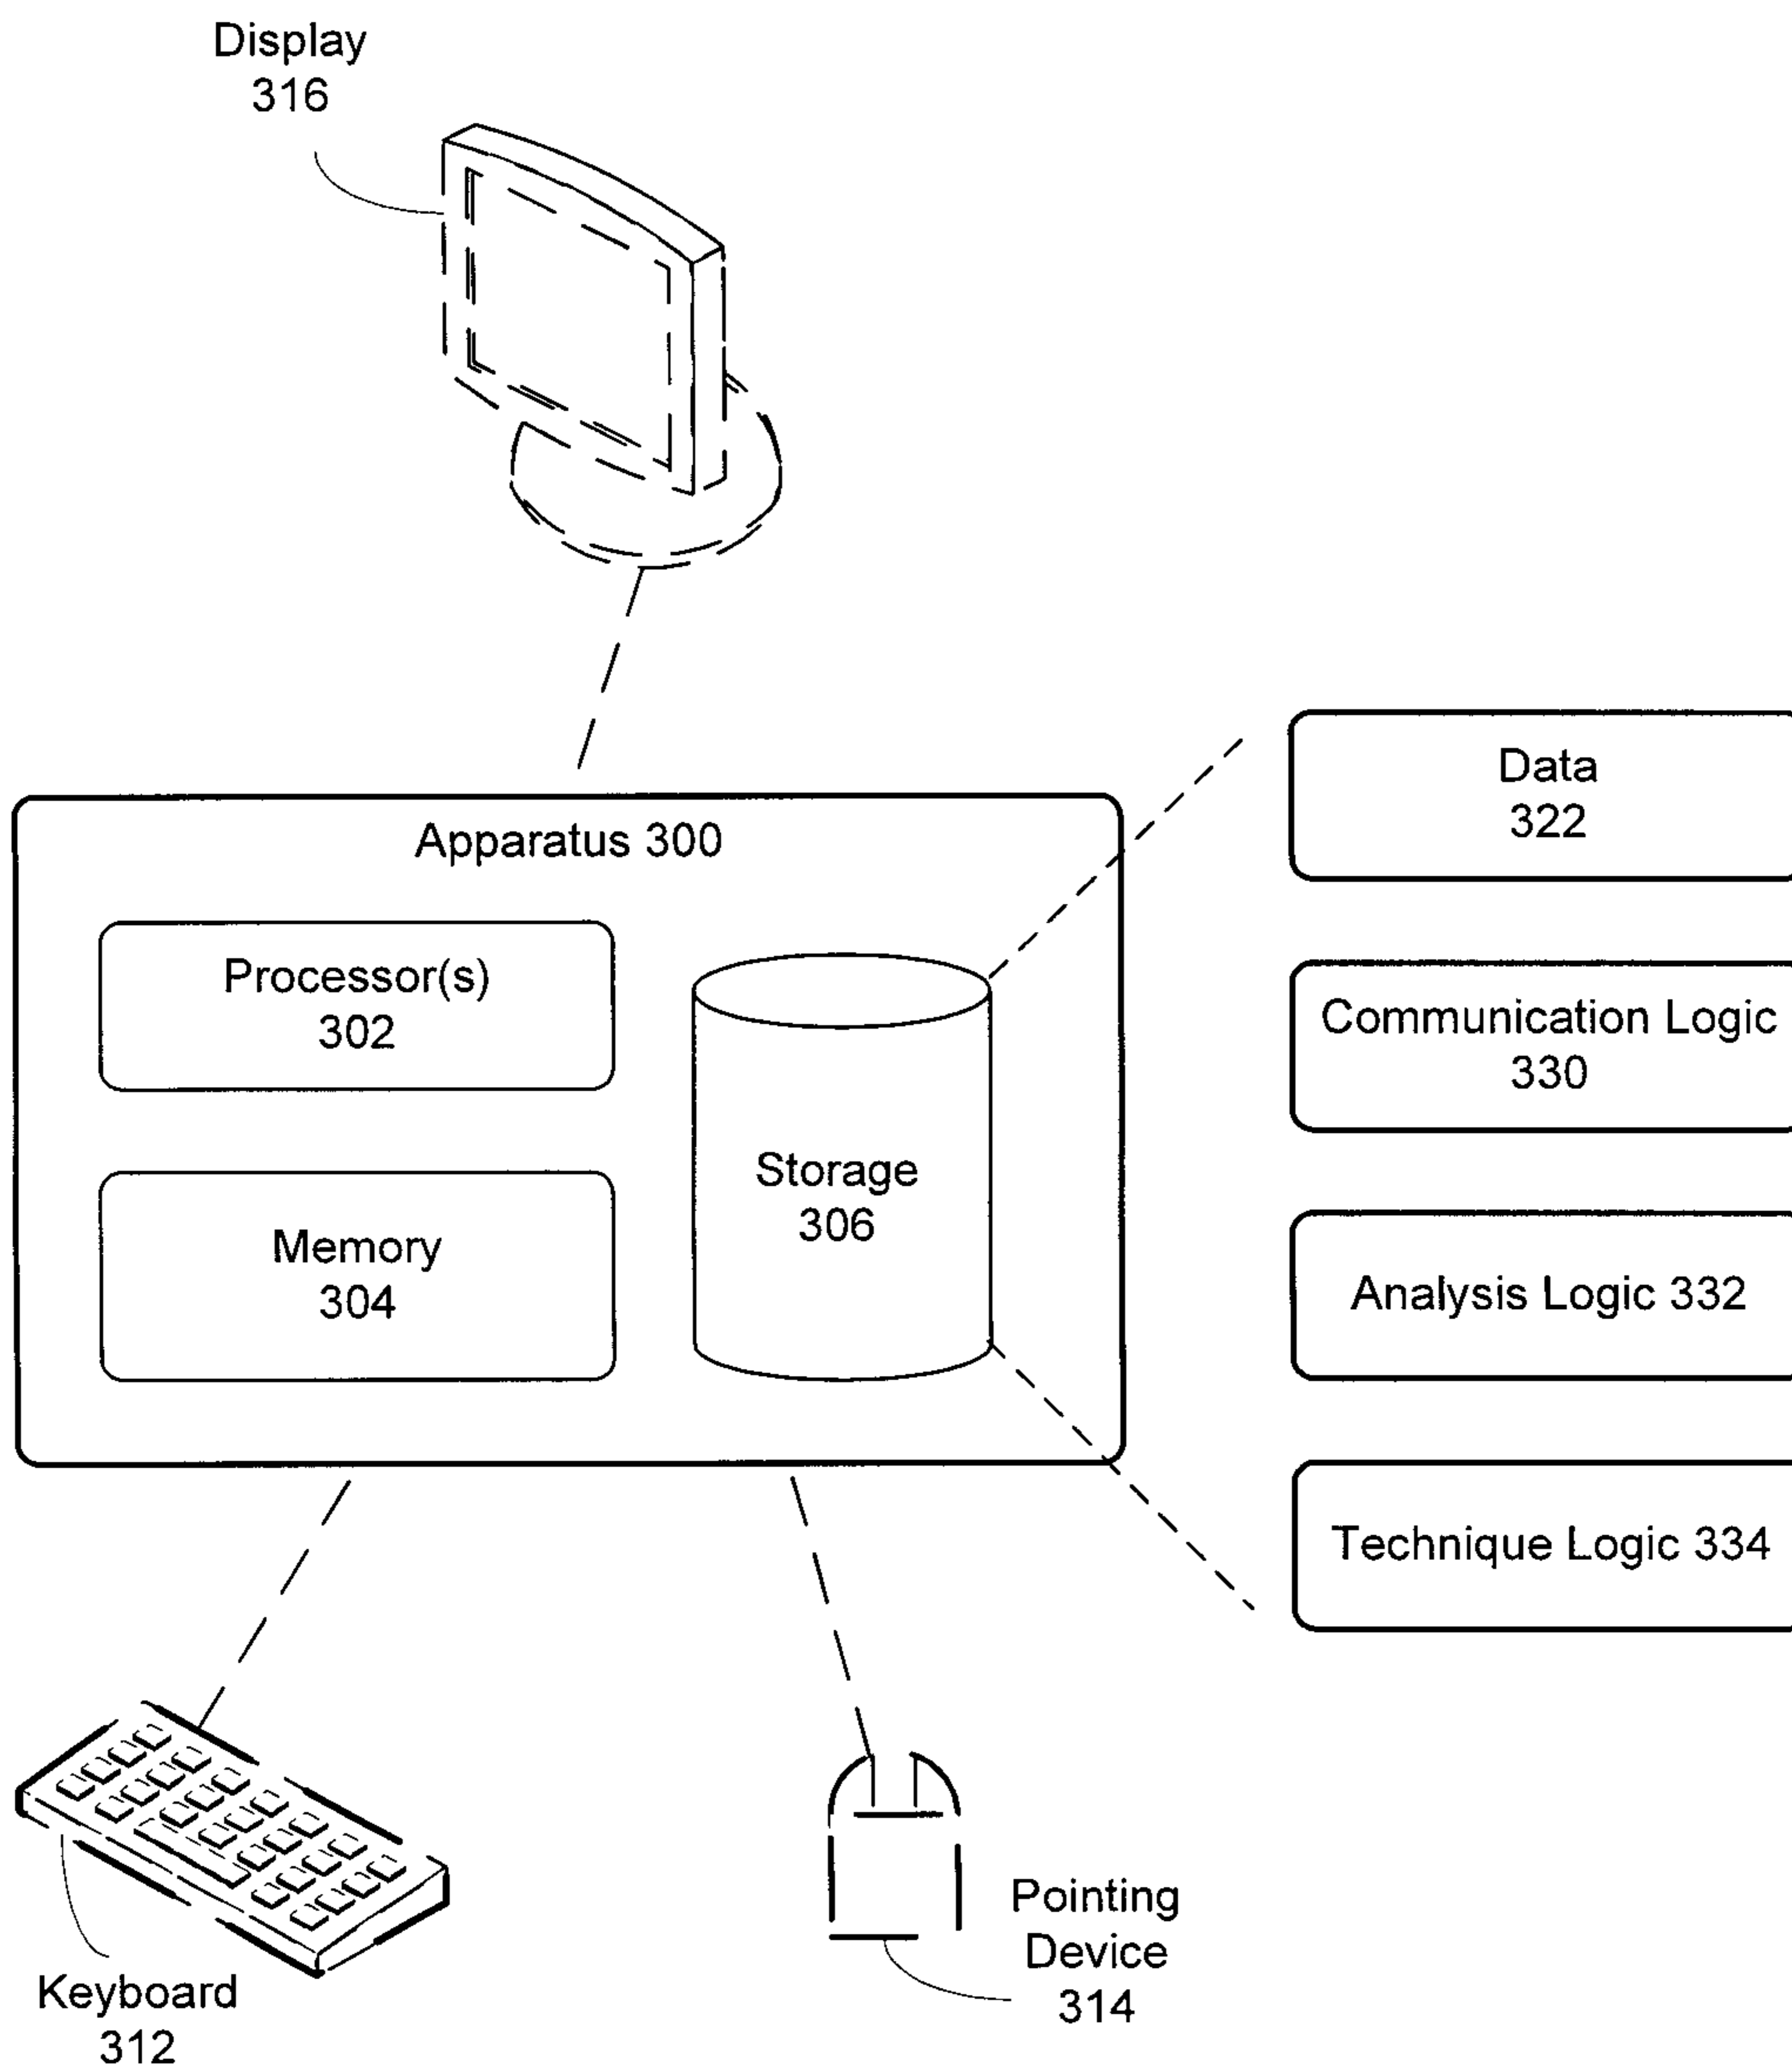 Display
316
Data
322
Apparatus 300
Processor(s)
302
Communication Logic
330
Storage
306
Memory
304
Analysis Logic 332
Technique Logic 334
Pointing
Device
314
Keyboard
312